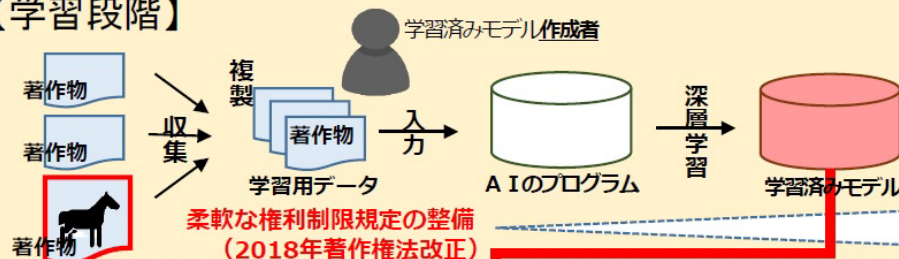 【学習段階】
学習済みモデル作成者
著作物
著作物
著作物
収集
複製
著作物
学習用データ
入力
AIのプログラム
深層学習
学習済みモデル
柔軟な権利制限規定の整備
（2018年著作権法改正）